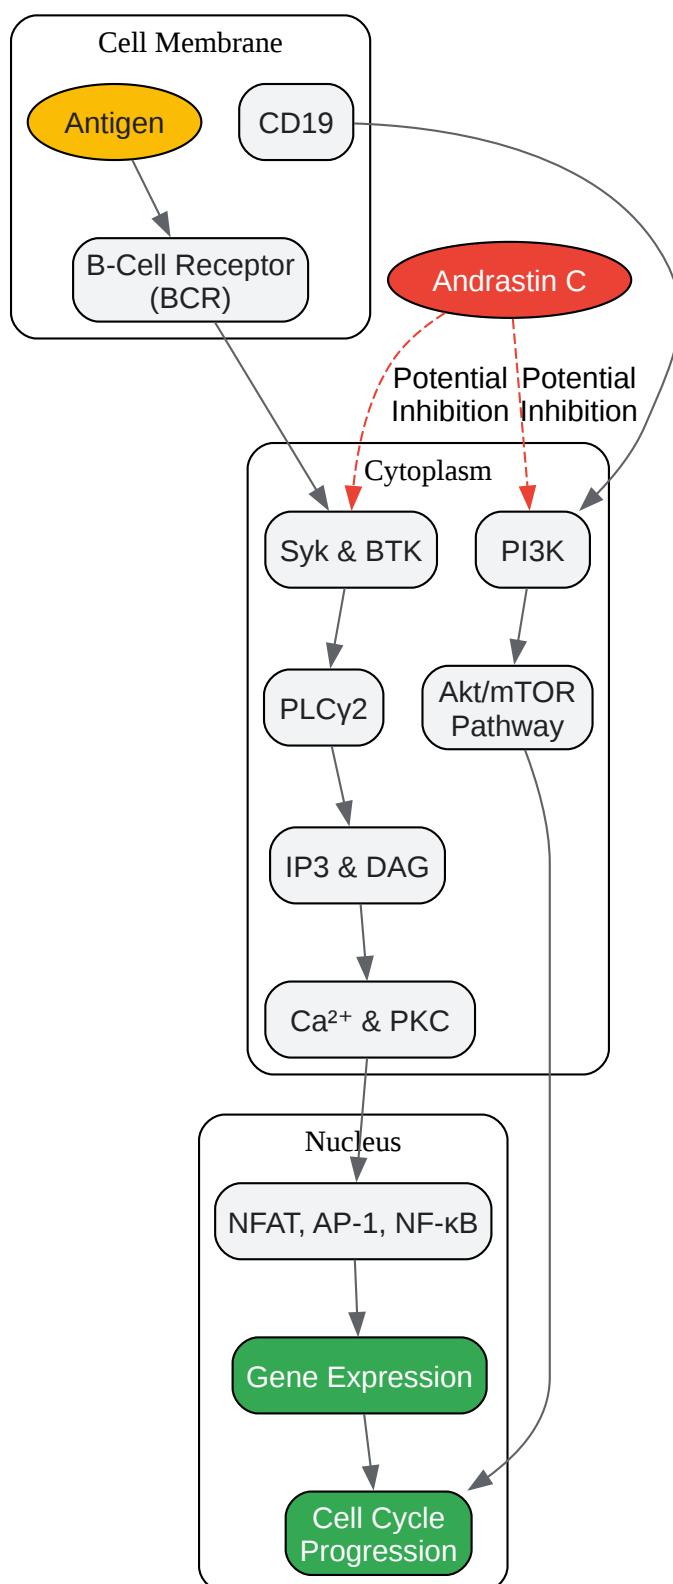 Cell Membrane
Antigen
CD19
B-Cell Receptor
(BCR)
Andrastin C
Potential
Inhibition
Potential
Inhibition
Cytoplasm
Syk & BTK
PI3K
PLCγ2
Akt/mTOR
Pathway
IP3 & DAG
Ca²⁺ & PKC
Nucleus
NFAT, AP-1, NF-κB
Gene Expression
Cell Cycle
Progression